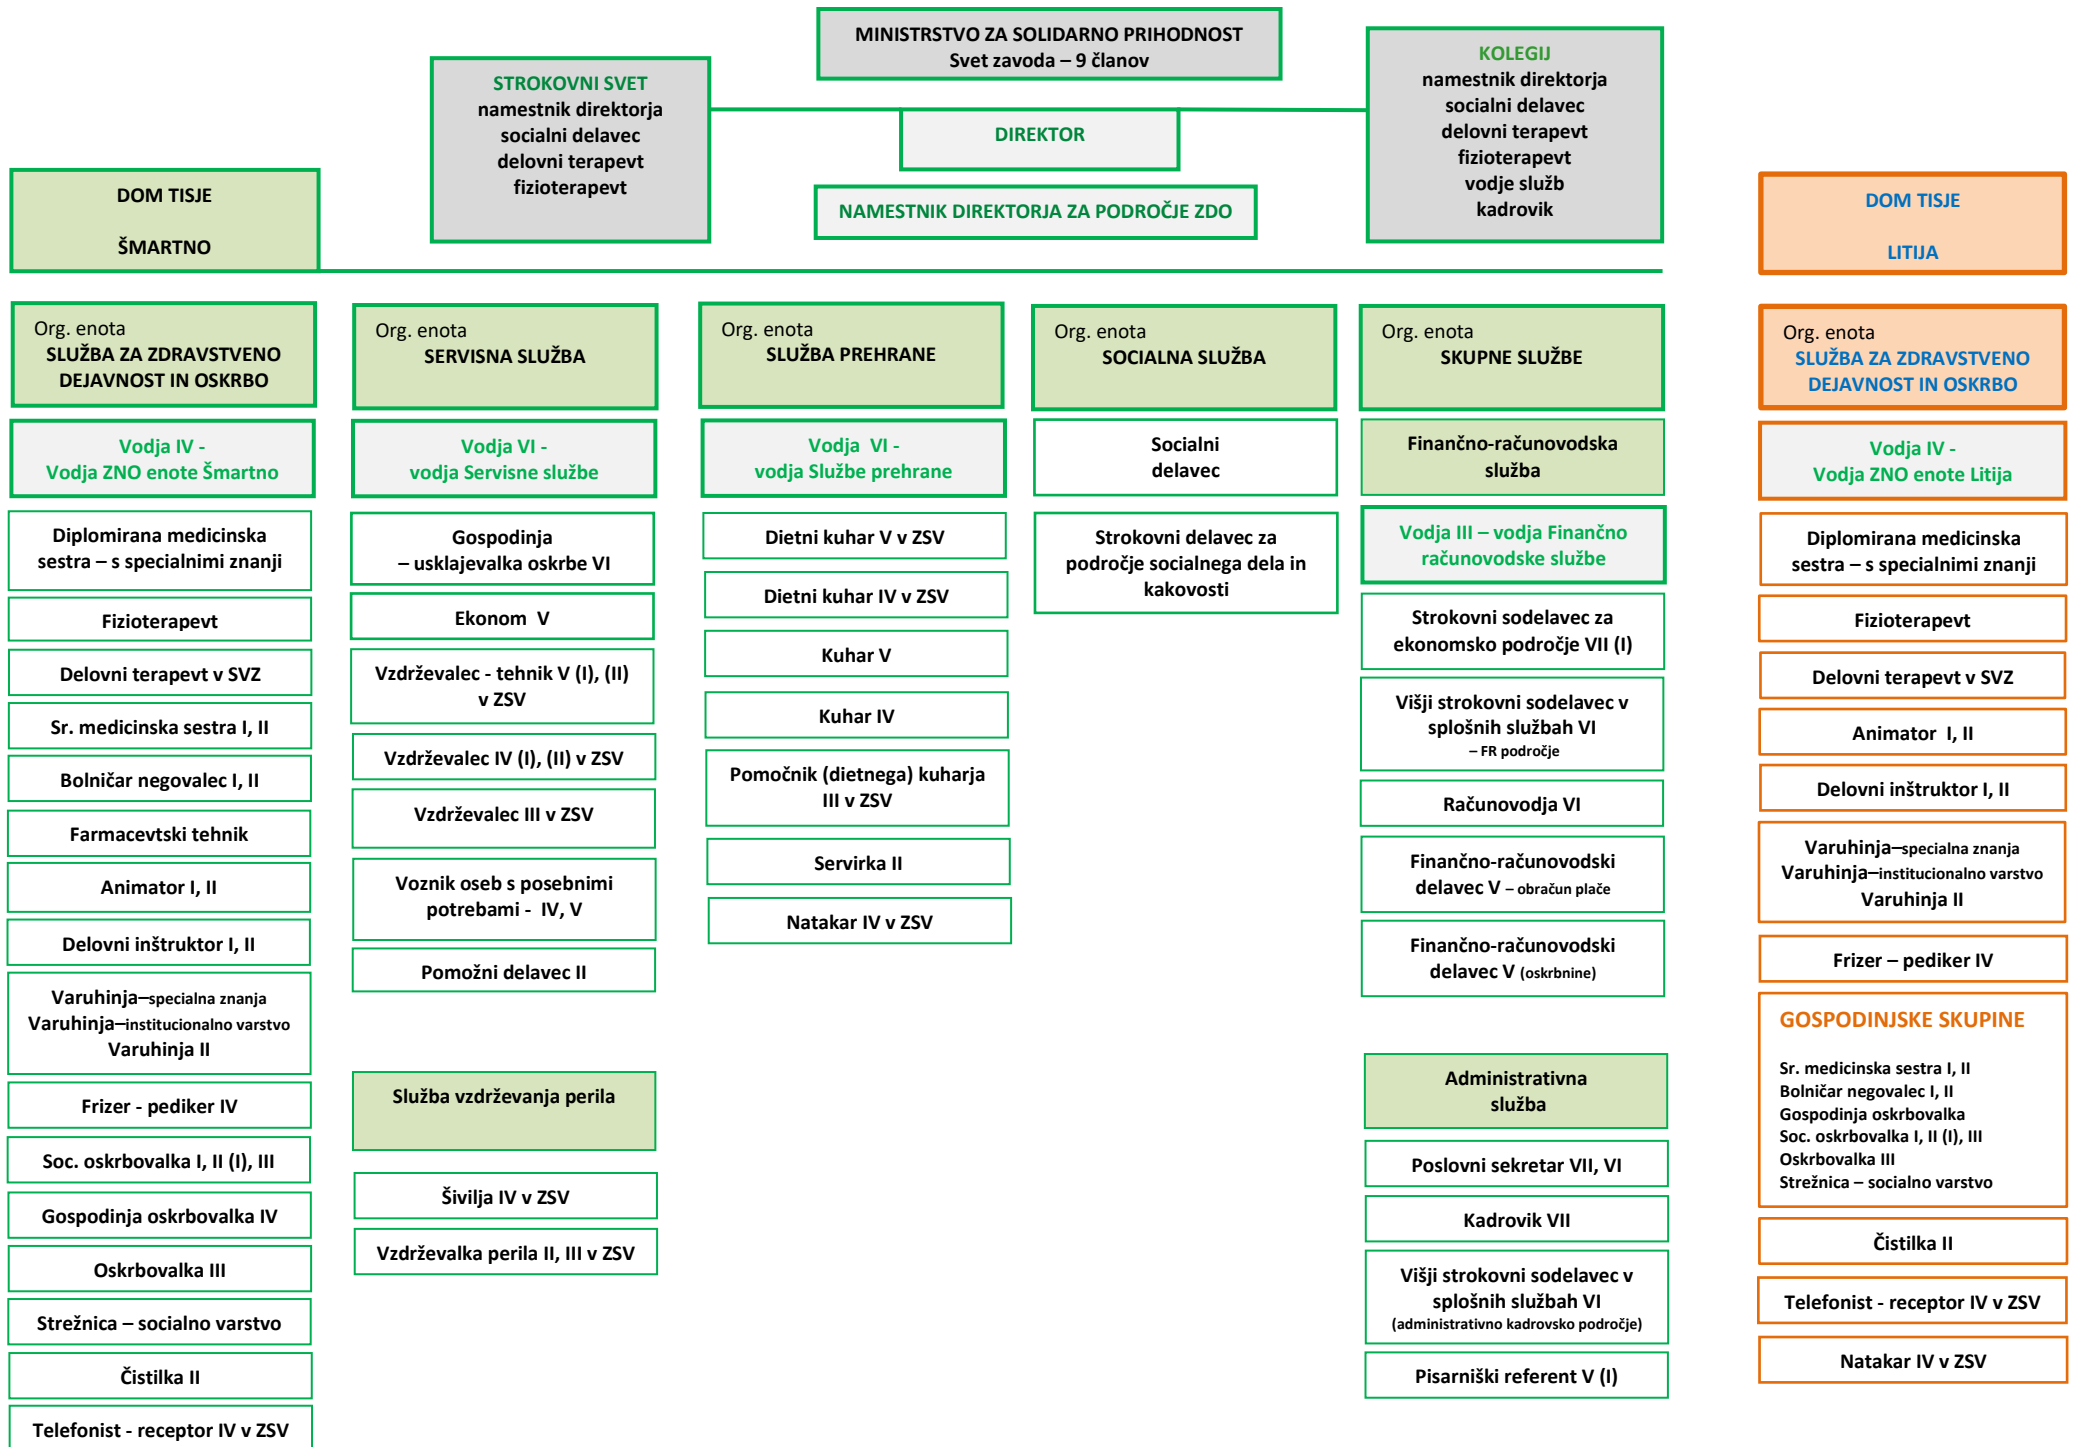 MINISTRSTVO ZA SOLIDARNO PRIHODNOST
Svet zavoda – 9 članov
STROKOVNI SVET
namestnik direktorja
socialni delavec
delovni terapevt
fizioterapevt
DIREKTOR
NAMESTNIK DIREKTORJA ZA PODROČJE ZDO
KOLEGIJ
namestnik direktorja
socialni delavec
delovni terapevt
fizioterapevt
vodje služb
kadrovik
DOM TISJE
ŠMARTNO
DOM TISJE
LITIJA
Org. enota
SLUŽBA ZA ZDRAVSTVENO
DEJAVNOST IN OSKRBO
Vodja IV -
Vodja ZNO enote Šmartno
Diplomirana medicinska
sestra – s specialnimi znanji
Fizioterapevt
Delovni terapevt v SVZ
Sr. medicinska sestra I, II
Bolničar negovalec I, II
Farmacevtski tehnik
Animator I, II
Delovni inštruktor I, II
Varuhinja–specialna znanja
Varuhinja–institucionalno varstvo
Varuhinja II
Frizer - pediker IV
Soc. oskrbovalka I, II (I), III
Gospodinja oskrbovalka IV
Oskrbovalka III
Strežnica – socialno varstvo
Čistilka II
Telefonist - receptor IV v ZSV
Org. enota
SERVISNA SLUŽBA
Vodja VI -
vodja Servisne službe
Gospodinja
– usklajevalka oskrbe VI
Ekonom V
Vzdrževalec - tehnik V (I), (II)
v ZSV
Vzdrževalec IV (I), (II) v ZSV
Vzdrževalec III v ZSV
Voznik oseb s posebnimi
potrebami - IV, V
Pomožni delavec II
Služba vzdrževanja perila
Šivilja IV v ZSV
Vzdrževalka perila II, III v ZSV
Org. enota
SLUŽBA PREHRANE
Vodja VI -
vodja Službe prehrane
Dietni kuhar V v ZSV
Dietni kuhar IV v ZSV
Kuhar V
Kuhar IV
Pomočnik (dietnega) kuharja
III v ZSV
Servirka II
Natakar IV v ZSV
Org. enota
SOCIALNA SLUŽBA
Socialni
delavec
Strokovni delavec za
področje socialnega dela in
kakovosti
Org. enota
SKUPNE SLUŽBE
Finančno-računovodska
služba
Vodja III – vodja Finančno
računovodske službe
Strokovni sodelavec za
ekonomsko področje VII (I)
Višji strokovni sodelavec v
splošnih službah VI
– FR področje
Računovodja VI
Finančno-računovodski
delavec V – obračun plače
Finančno-računovodski
delavec V (oskrbnine)
Administrativna
služba
Poslovni sekretar VII, VI
Kadrovik VII
Višji strokovni sodelavec v
splošnih službah VI
(administrativno kadrovsko področje)
Pisarniški referent V (I)
Org. enota
SLUŽBA ZA ZDRAVSTVENO
DEJAVNOST IN OSKRBO
Vodja IV -
Vodja ZNO enote Litija
Diplomirana medicinska
sestra – s specialnimi znanji
Fizioterapevt
Delovni terapevt v SVZ
Animator I, II
Delovni inštruktor I, II
Varuhinja–specialna znanja
Varuhinja–institucionalno varstvo
Varuhinja II
Frizer – pediker IV
GOSPODINJSKE SKUPINE
Sr. medicinska sestra I, II
Bolničar negovalec I, II
Gospodinja oskrbovalka
Soc. oskrbovalka I, II (I), III
Oskrbovalka III
Strežnica – socialno varstvo
Čistilka II
Telefonist - receptor IV v ZSV
Natakar IV v ZSV